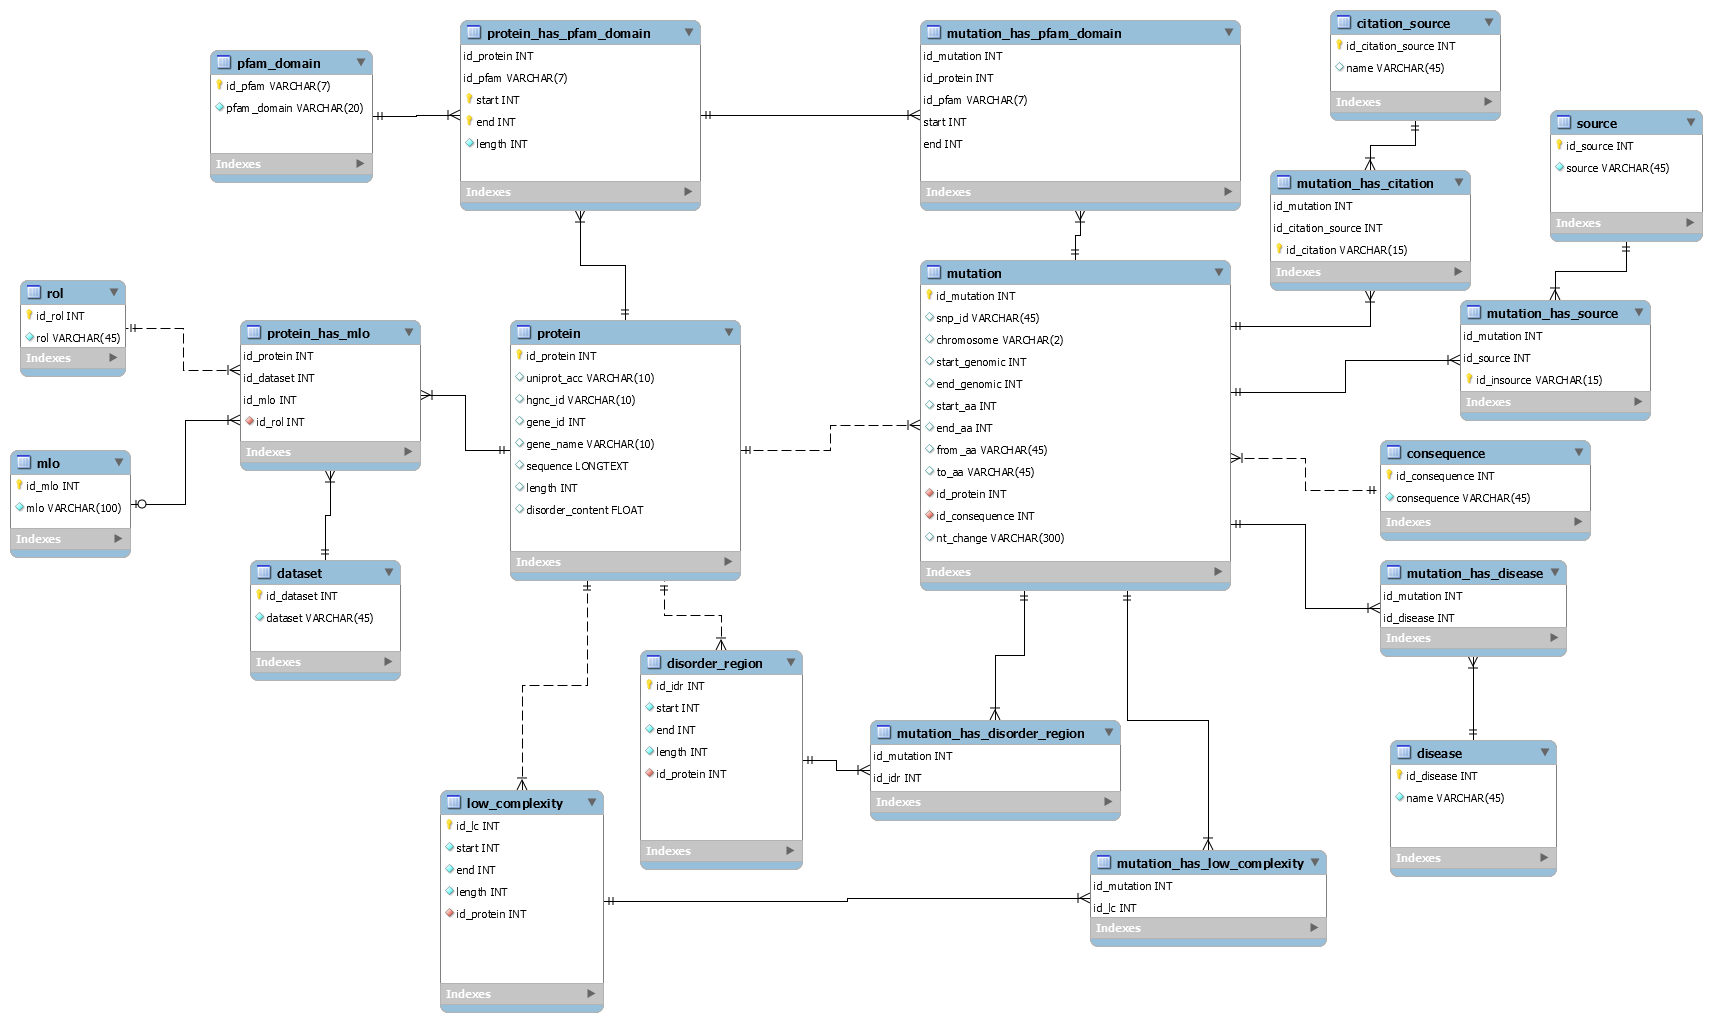 pfam_domain
id_pfam VARCHAR(7)
pfam_domain VARCHAR(20)
Indexes
protein_has_pfam_domain
id_protein INT
id_pfam VARCHAR(7)
start INT
end INT
length INT
Indexes
mutation_has_pfam_domain
id_mutation INT
id_protein INT
id_pfam VARCHAR(7)
start INT
end INT
Indexes
citation_source
id_citation_source INT
name VARCHAR(45)
Indexes
source
id_source INT
source VARCHAR(45)
Indexes
mutation_has_citation
id_mutation INT
id_citation_source INT
id_citation VARCHAR(15)
Indexes
mutation_has_source
id_mutation INT
id_source INT
id_insource VARCHAR(15)
Indexes
rol
id_rol INT
rol VARCHAR(45)
Indexes
protein_has_mlo
id_protein INT
id_dataset INT
id_mlo INT
id_rol INT
Indexes
protein
id_protein INT
uniprot_acc VARCHAR(10)
hgnc_id VARCHAR(10)
gene_id INT
gene_name VARCHAR(10)
sequence LONGTEXT
length INT
disorder_content FLOAT
Indexes
mutation
id_mutation INT
snp_id VARCHAR(45)
chromosome VARCHAR(2)
start_genomic INT
end_genomic INT
start_aa INT
end_aa INT
from_aa VARCHAR(45)
to_aa VARCHAR(45)
id_protein INT
id_consequence INT
nt_change VARCHAR(300)
Indexes
mlo
id_mlo INT
mlo VARCHAR(100)
Indexes
consequence
id_consequence INT
consequence VARCHAR(45)
Indexes
dataset
id_dataset INT
dataset VARCHAR(45)
Indexes
mutation_has_disease
id_mutation INT
id_disease INT
Indexes
disorder_region
id_idr INT
start INT
end INT
length INT
id_protein INT
Indexes
mutation_has_disorder_region
id_mutation INT
id_idr INT
Indexes
disease
id_disease INT
name VARCHAR(45)
Indexes
low_complexity
id_lc INT
start INT
end INT
length INT
id_protein INT
Indexes
mutation_has_low_complexity
id_mutation INT
id_lc INT
Indexes